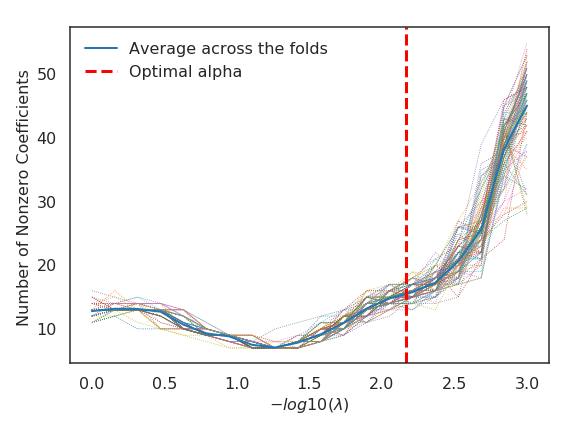 Average across the folds
Optimal alpha
Number of Nonzero Coefficients
50
40
30
20
10
0.0 0.5 1.0 1.5 2.0 2.5 3.0
−log10(λ)